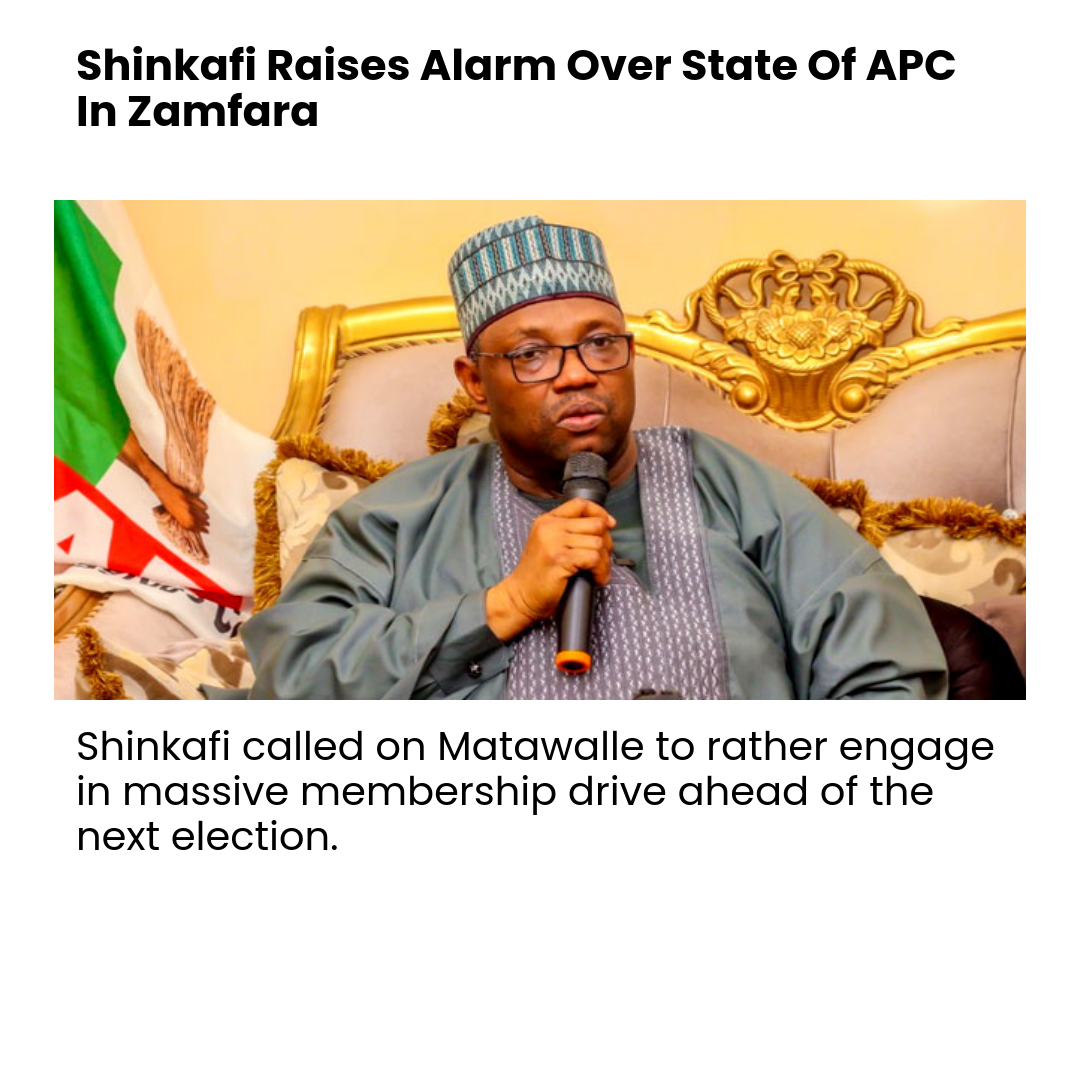 Shinkafi Raises Alarm Over State Of APC
In Zamfara
Shinkafi called on Matawalle to rather engage
in massive membership drive ahead of the
next election.